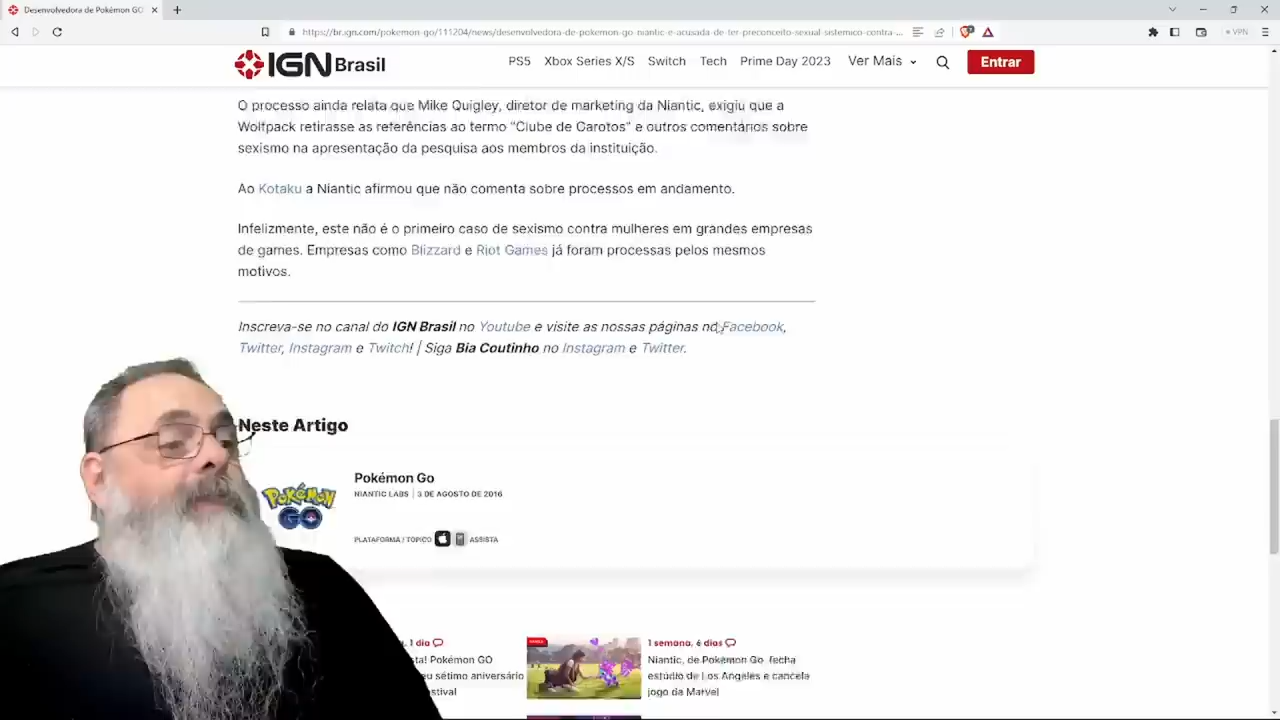 Desenvolvedora de Pokémon GO
https://br.ign.com/pokemon-go/111204/news/desenvolvedora-de-pokemon-go-niantic-e-acusada-de-ter-preconceito-sexual-sistemico-contra-...
VPN
IGN Brasil
PS5 Xbox Series X/S Switch Tech Prime Day 2023 Ver Mais Entrar
O processo ainda relata que Mike Quigley, diretor de marketing da Niantic, exigiu que a
Wolfpack retirasse as referências ao termo "Clube de Garotos" e outros comentários sobre
sexismo na apresentação da pesquisa aos membros da instituição.
Ao Kotaku a Niantic afirmou que não comenta sobre processos em andamento.
Infelizmente, este não é o primeiro caso de sexismo contra mulheres em grandes empresas
de games. Empresas como Blizzard e Riot Games já foram processas pelos mesmos
motivos.
Inscreva-se no canal do IGN Brasil no Youtube e visite as nossas páginas no Facebook,
Twitter, Instagram e Twitch! | Siga Bia Coutinho no Instagram e Twitter.
Neste Artigo
POKÉMON GO
Pokémon Go
NIANTIC LABS | 3 DE AGOSTO DE 2016
PLATAFORMA / TOPICO ASSISTA
1 dia
sta! Pokémon GO
eu sétimo aniversário
estival
1 semana, 6 dias
Niantic, de Pokémon Go, fecha
estúdio de Los Angeles e cancela
jogo da Marvel